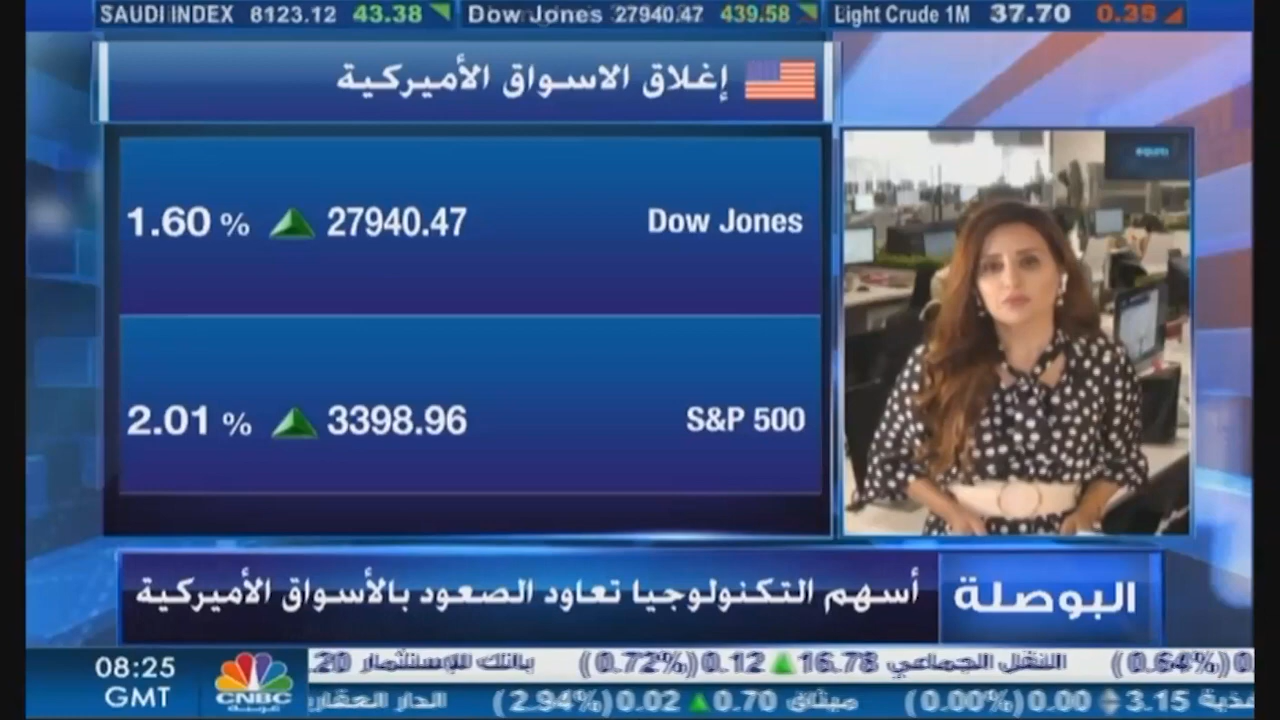 SAUDI INDEX 8123.12 43.38 Dow Jones 27940.47 439.58 Light Crude 1M 37.70 0.35
إغلاق الاسواق الأميركية
Dow Jones 27940.47 1.60 %
S&P 500 3398.96 2.01 %
equiti
البوصلة
أسهم التكنولوجيا تعاود الصعود بالأسواق الأميركية
08:25
GMT
CNBC
عربية
(0.64%) النقل الجماعي 16.78 0.12 (0.72%) بانك للإستثمار 20.
3.15 0.00 (0.00%) ميثاق 0.70 0.02 (2.94%) الدار العقار